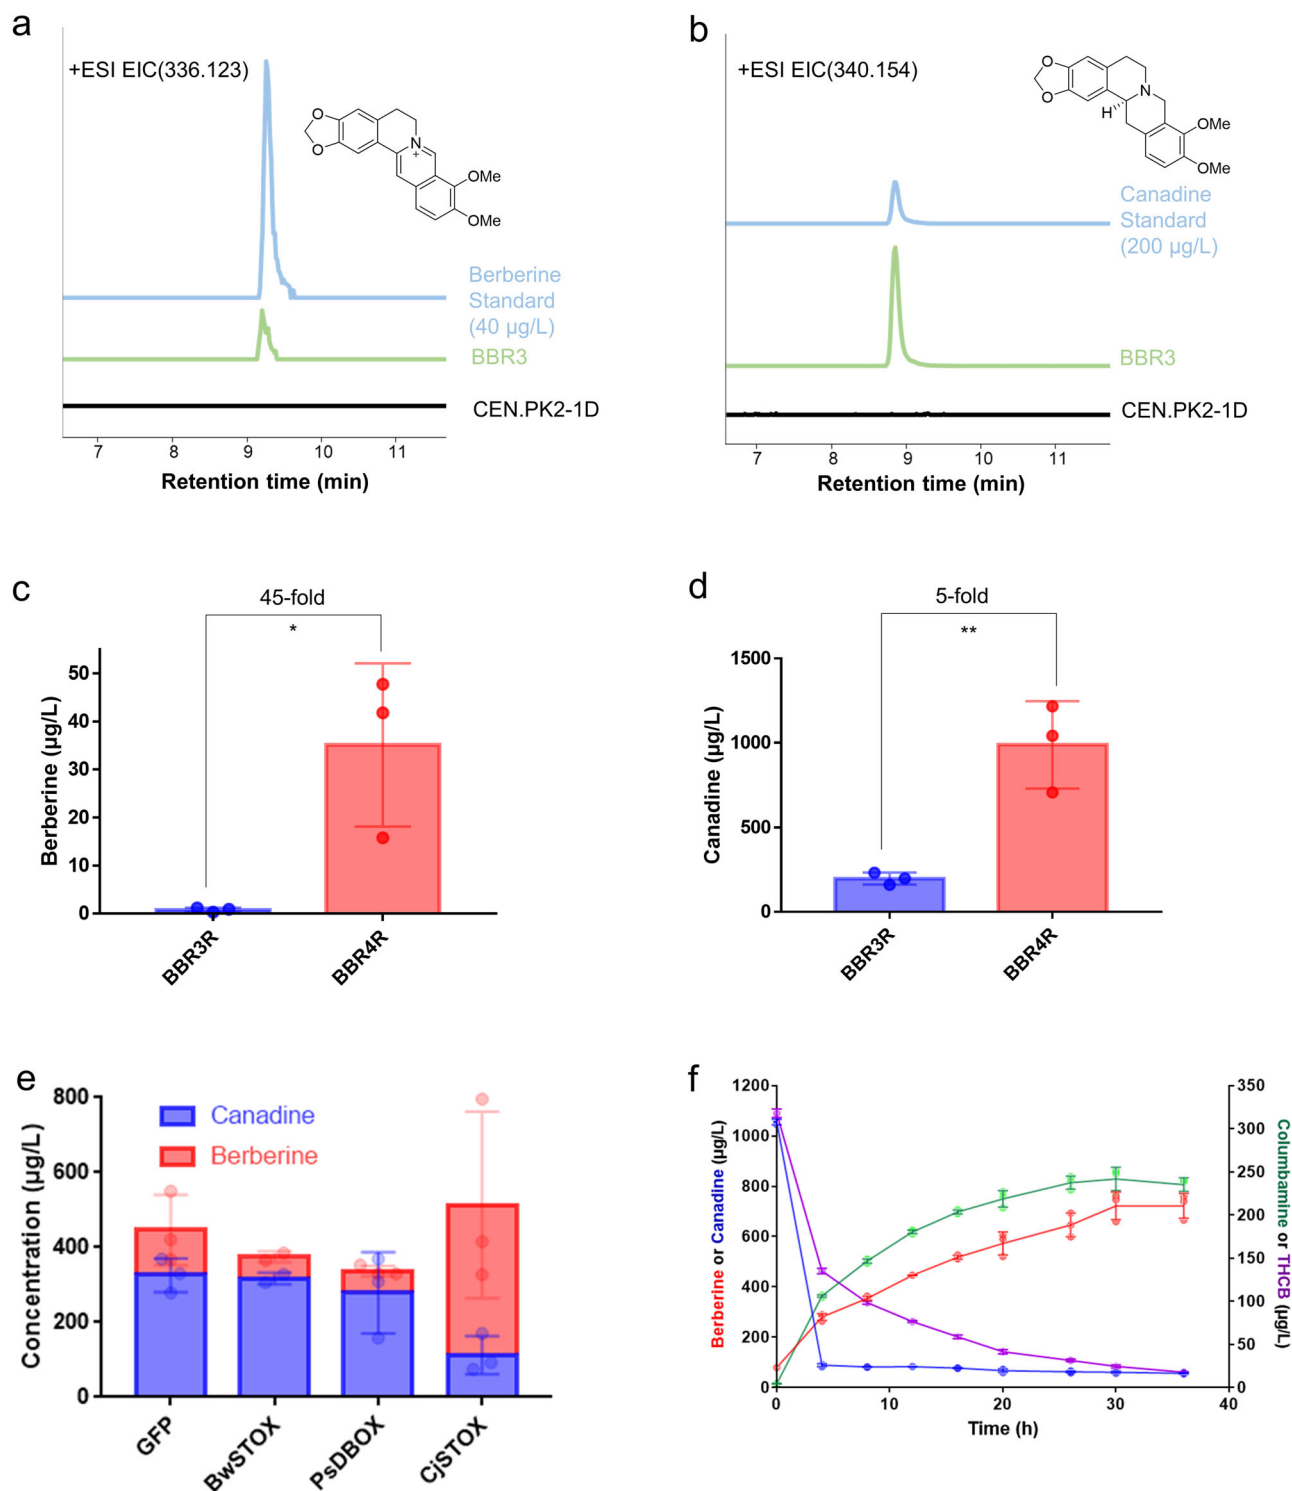 a
+ESI EIC(336.123)
O
O
N
+
OMe
OMe
Berberine
Standard
(40 µg/L)
BBR3
CEN.PK2-1D
7 8 9 10 11
Retention time (min)
b
+ESI EIC(340.154)
O
O
N
H
OMe
OMe
Canadine
Standard
(200 µg/L)
BBR3
CEN.PK2-1D
7 8 9 10 11
Retention time (min)
c
45-fold
*
Berberine (µg/L)
50
40
30
20
10
0
BBR3R
BBR4R
d
5-fold
**
Canadine (µg/L)
1500
1000
500
0
BBR3R
BBR4R
e
Concentration (µg/L)
800
600
400
200
0
Canadine
Berberine
GFP
BwSTOX
PsDBOX
CjSTOX
f
Berberine or Canadine (µg/L)
1200
1000
800
600
400
200
0
350
300
250
200
150
100
50
0
Columbamine or THCB (µg/L)
0 10 20 30 40
Time (h)